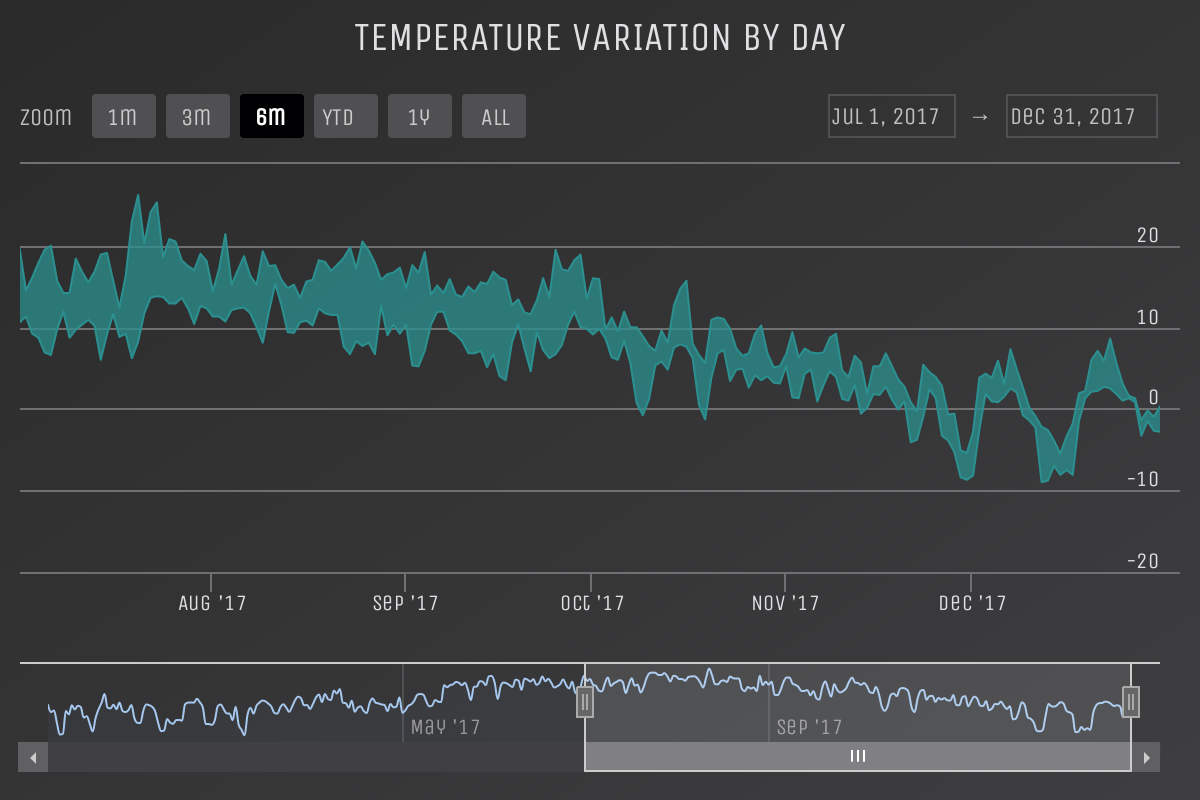 TEMPERATURE VARIATION BY DAY
Zoom 1m 3m 6m YTD 1Y ALL Jul 1, 2017 → Dec 31, 2017
20
10
0
-10
-20
Aug '17 Sep '17 Oct '17 Nov '17 Dec '17
May '17 Sep '17